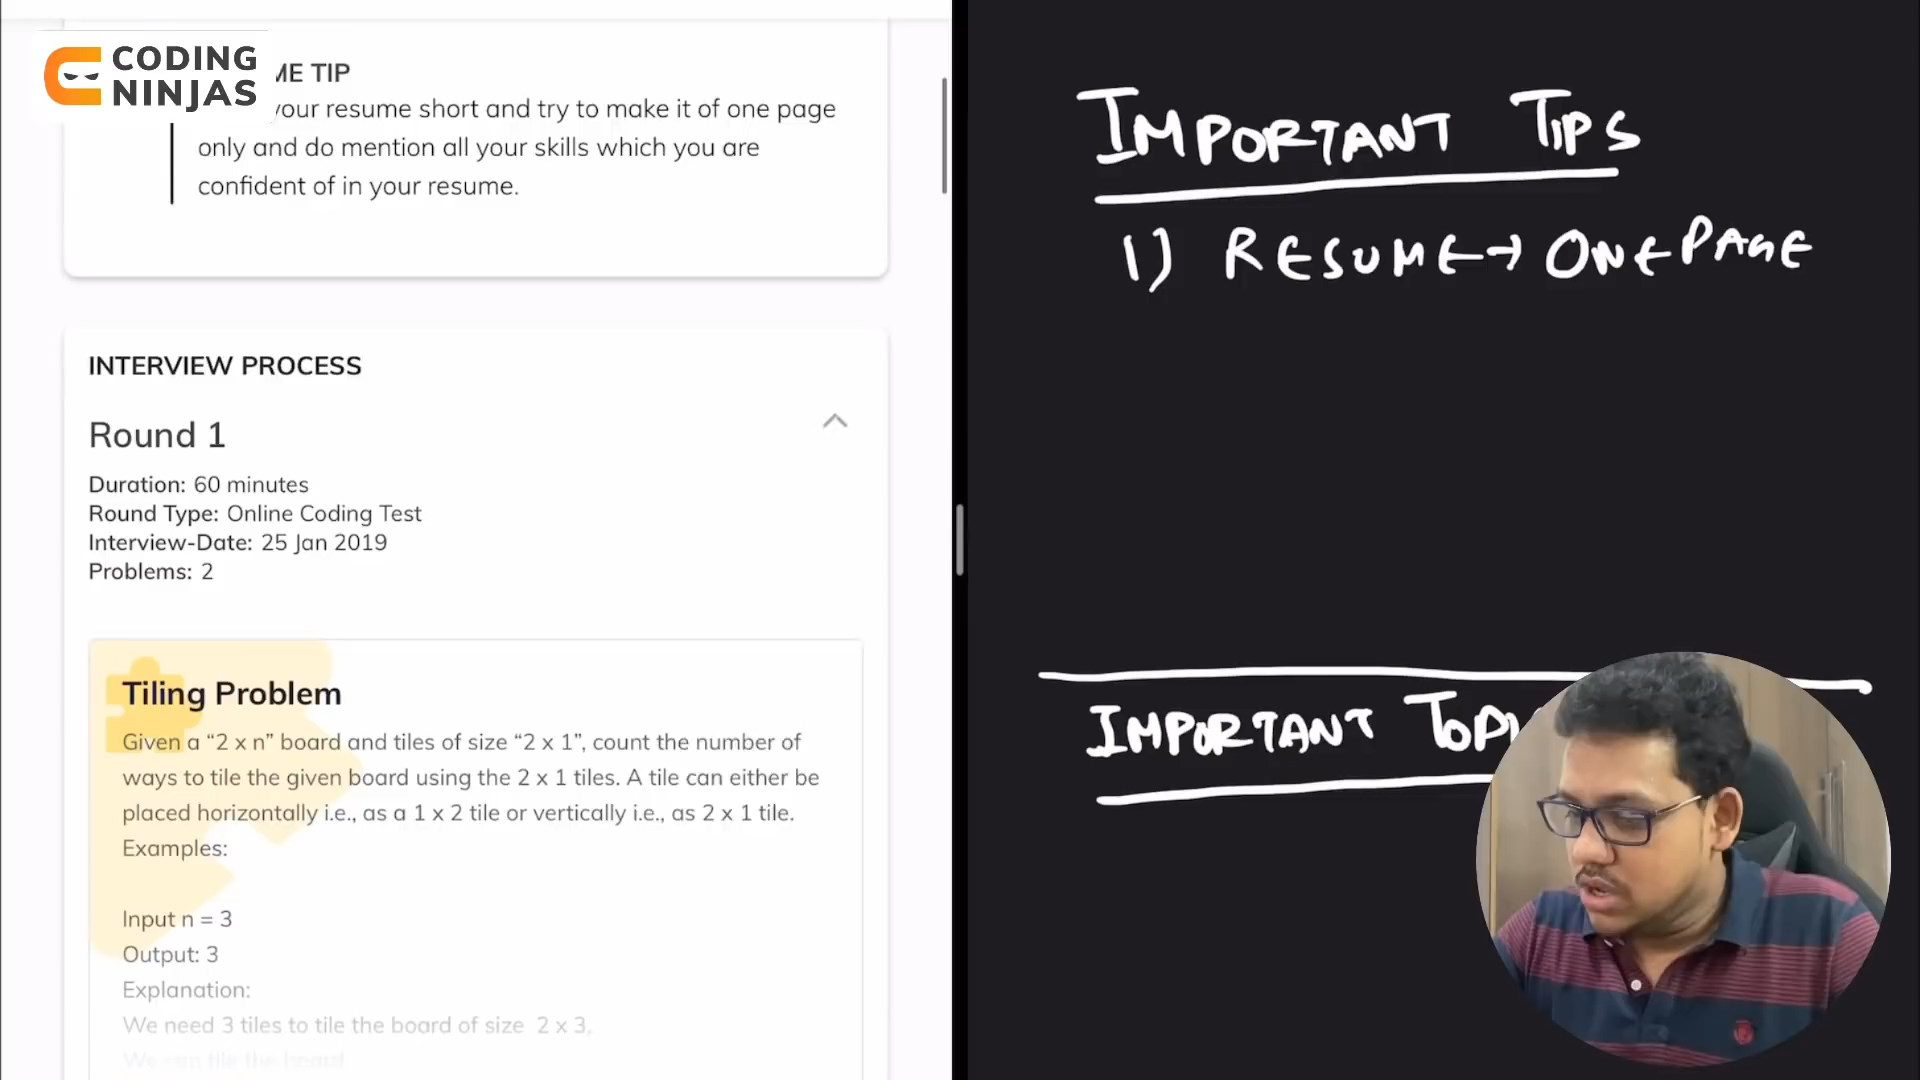 CODING
NINJAS
ME TIP
your resume short and try to make it of one page
only and do mention all your skills which you are
confident of in your resume.
INTERVIEW PROCESS
Round 1
Duration: 60 minutes
Round Type: Online Coding Test
Interview-Date: 25 Jan 2019
Problems: 2
Tiling Problem
Given a “2 x n” board and tiles of size “2 x 1”, count the number of
ways to tile the given board using the 2 x 1 tiles. A tile can either be
placed horizontally i.e., as a 1 x 2 tile or vertically i.e., as 2 x 1 tile.
Examples:
Input n = 3
Output: 3
Explanation:
We need 3 tiles to tile the board of size  2 x 3.
We can tile the board
IMPORTANT TIPS
1) RESUME → ONE PAGE
IMPORTANT